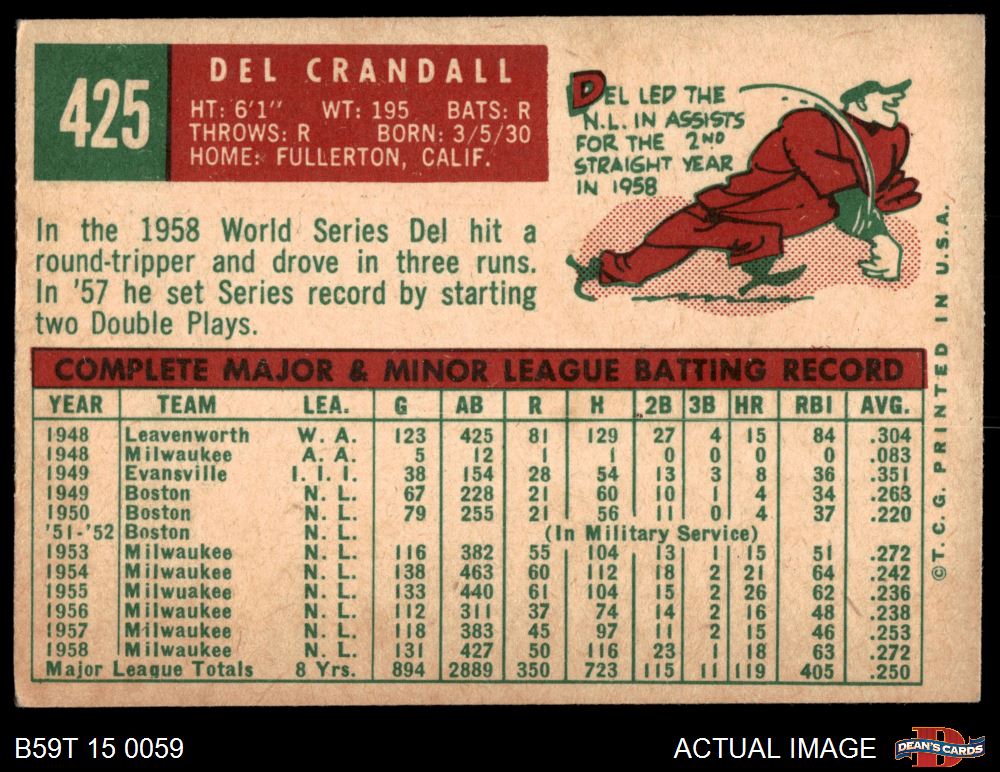 425
DEL CRANDALL
HT: 6'1" WT: 195 BATS: R
THROWS: R BORN: 3/5/30
HOME: FULLERTON, CALIF.
DEL LED THE
N.L. IN ASSISTS
FOR THE 2ND
STRAIGHT YEAR
IN 1958
In the 1958 World Series Del hit a
round-tripper and drove in three runs.
In '57 he set Series record by starting
two Double Plays.
COMPLETE MAJOR & MINOR LEAGUE BATTING RECORD
YEAR TEAM LEA. G AB R H 2B 3B HR RBI AVG.
1948 Leavenworth W. A. 123 425 81 129 27 4 15 84 .304
1948 Milwaukee A. A. 5 12 1 1 0 0 0 0 .083
1949 Evansville I. I. I. 38 154 28 54 13 3 8 36 .351
1949 Boston N. L. 67 228 21 60 10 1 4 34 .263
1950 Boston N. L. 79 255 21 56 11 0 4 37 .220
'51-'52 Boston N. L. (In Military Service)
1953 Milwaukee N. L. 116 382 55 104 13 1 15 51 .272
1954 Milwaukee N. L. 138 463 60 112 18 2 21 64 .242
1955 Milwuakee N. L. 133 440 61 104 15 2 26 62 .236
1956 Milwaukee N. L. 112 311 37 74 14 2 16 48 .238
1957 Milwaukee N. L. 118 383 45 97 11 2 15 46 .253
1958 Milwaukee N. L. 131 427 50 116 23 1 18 63 .272
Major League Totals 8 Yrs. 894 2889 350 723 115 11 119 405 .250
© T. C. G. PRINTED IN U. S. A.
B59T 15 0059
ACTUAL IMAGE
DEAN'S CARDS